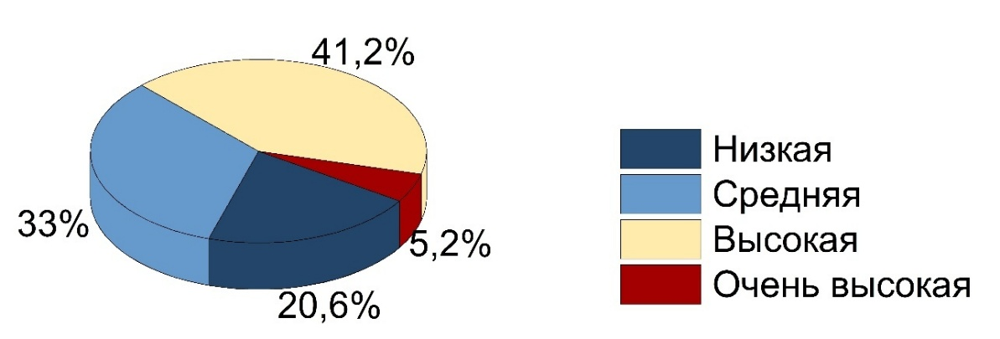 41,2%
33%
5,2%
20,6%
Низкая
Средняя
Высокая
Очень высокая